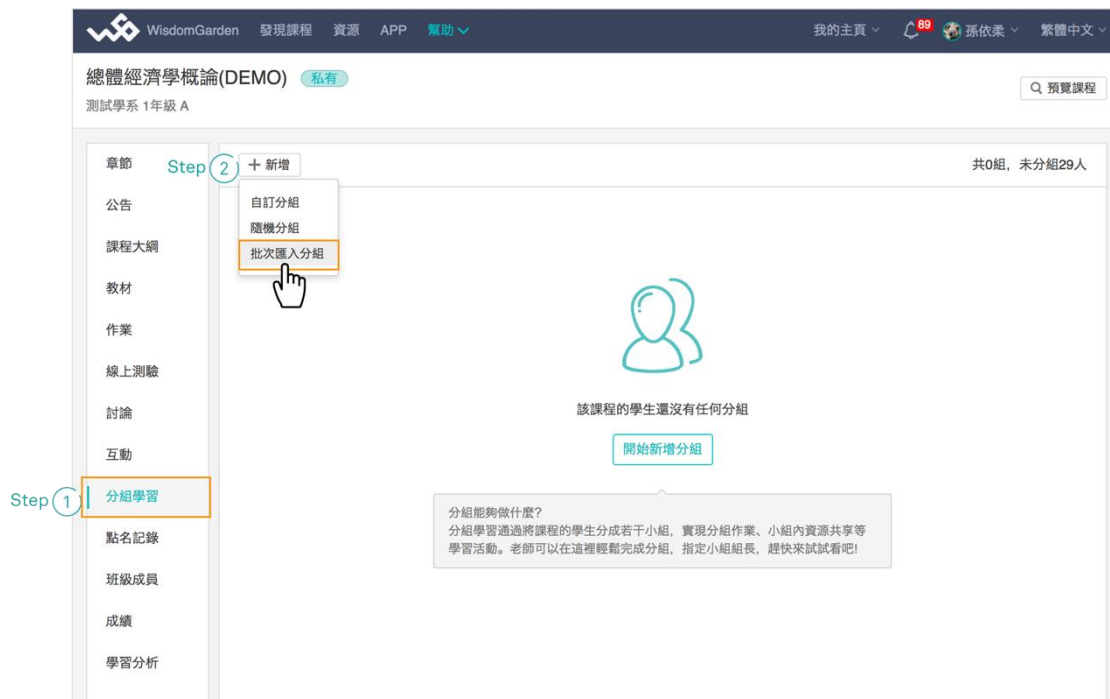 WisdomGarden 發現課程 資源 APP 幫助 我的主頁 89 孫依柔 繁體中文
總體經濟學概論(DEMO) 私有
預覽課程
測試學系 1年級 A
章節
Step 2
+ 新增
共0組，未分組29人
自訂分組
隨機分組
批次匯入分組
公告
課程大綱
教材
作業
線上測驗
討論
互動
Step 1
分組學習
點名記錄
班級成員
成績
學習分析
該課程的學生還沒有任何分組
開始新增分組
分組能夠做什麼?
分組學習通過將課程的學生分成若干小組，實現分組作業、小組內資源共享等
學習活動。老師可以在這裡輕鬆完成分組，指定小組組長，趕快來試試看吧!